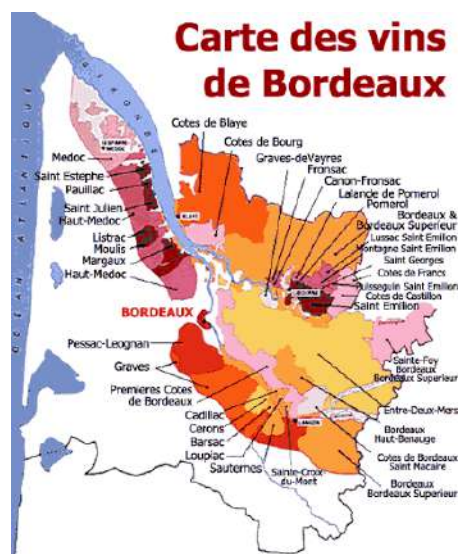 Carte des vins
de Bordeaux
GIRONDE
OCEAN ATLANTIQUE
Cotes de Blaye
Cotes de Bourg
Graves-deVayres
Fronsac
Canon-Fronsac
Lalande de Pomerol
Pomerol
Bordeaux &
Bordeaux Superieur
Lussac Saint Emilion
Montagne Saint Emilion
Saint Georges
Cotes de Francs
Puisseguin Saint Emilion
Cotes de Castillon
Saint Emilion
Medoc
Saint Estephe
Pauillac
Saint Julien
Haut-Medoc
Listrac
Moulis
Margaux
Haut-Medoc
BLAYE
LIBOURNE
BORDEAUX
Pessac-Leognan
Graves
Premieres Cotes
de Bordeaux
Cadillac
Cerons
Barsac
Loupiac
Sauternes
Sainte-Croix
du-Mont
LANGON
Sainte-Foy
Bordeaux
Bordeaux Superieur
Entre-Deux-Mers
Bordeaux
Haut-Benauge
Cotes de Bordeaux
Saint Macaire
Bordeaux
Bordeaux Superieur